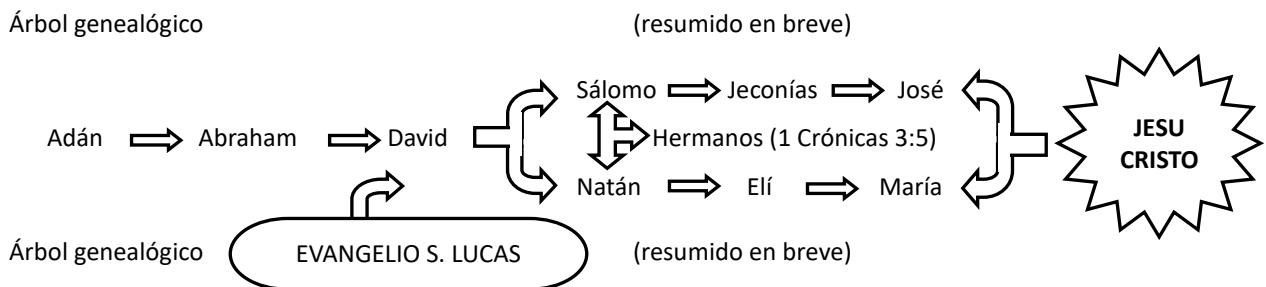 Árbol genealógico (resumido en breve)
Sálomo Jeconías José
Adán Abraham David Hermanos (1 Crónicas 3:5) JESU
CRISTO
Natán Elí María
Árbol genealógico EVANGELIO S. LUCAS (resumido en breve)